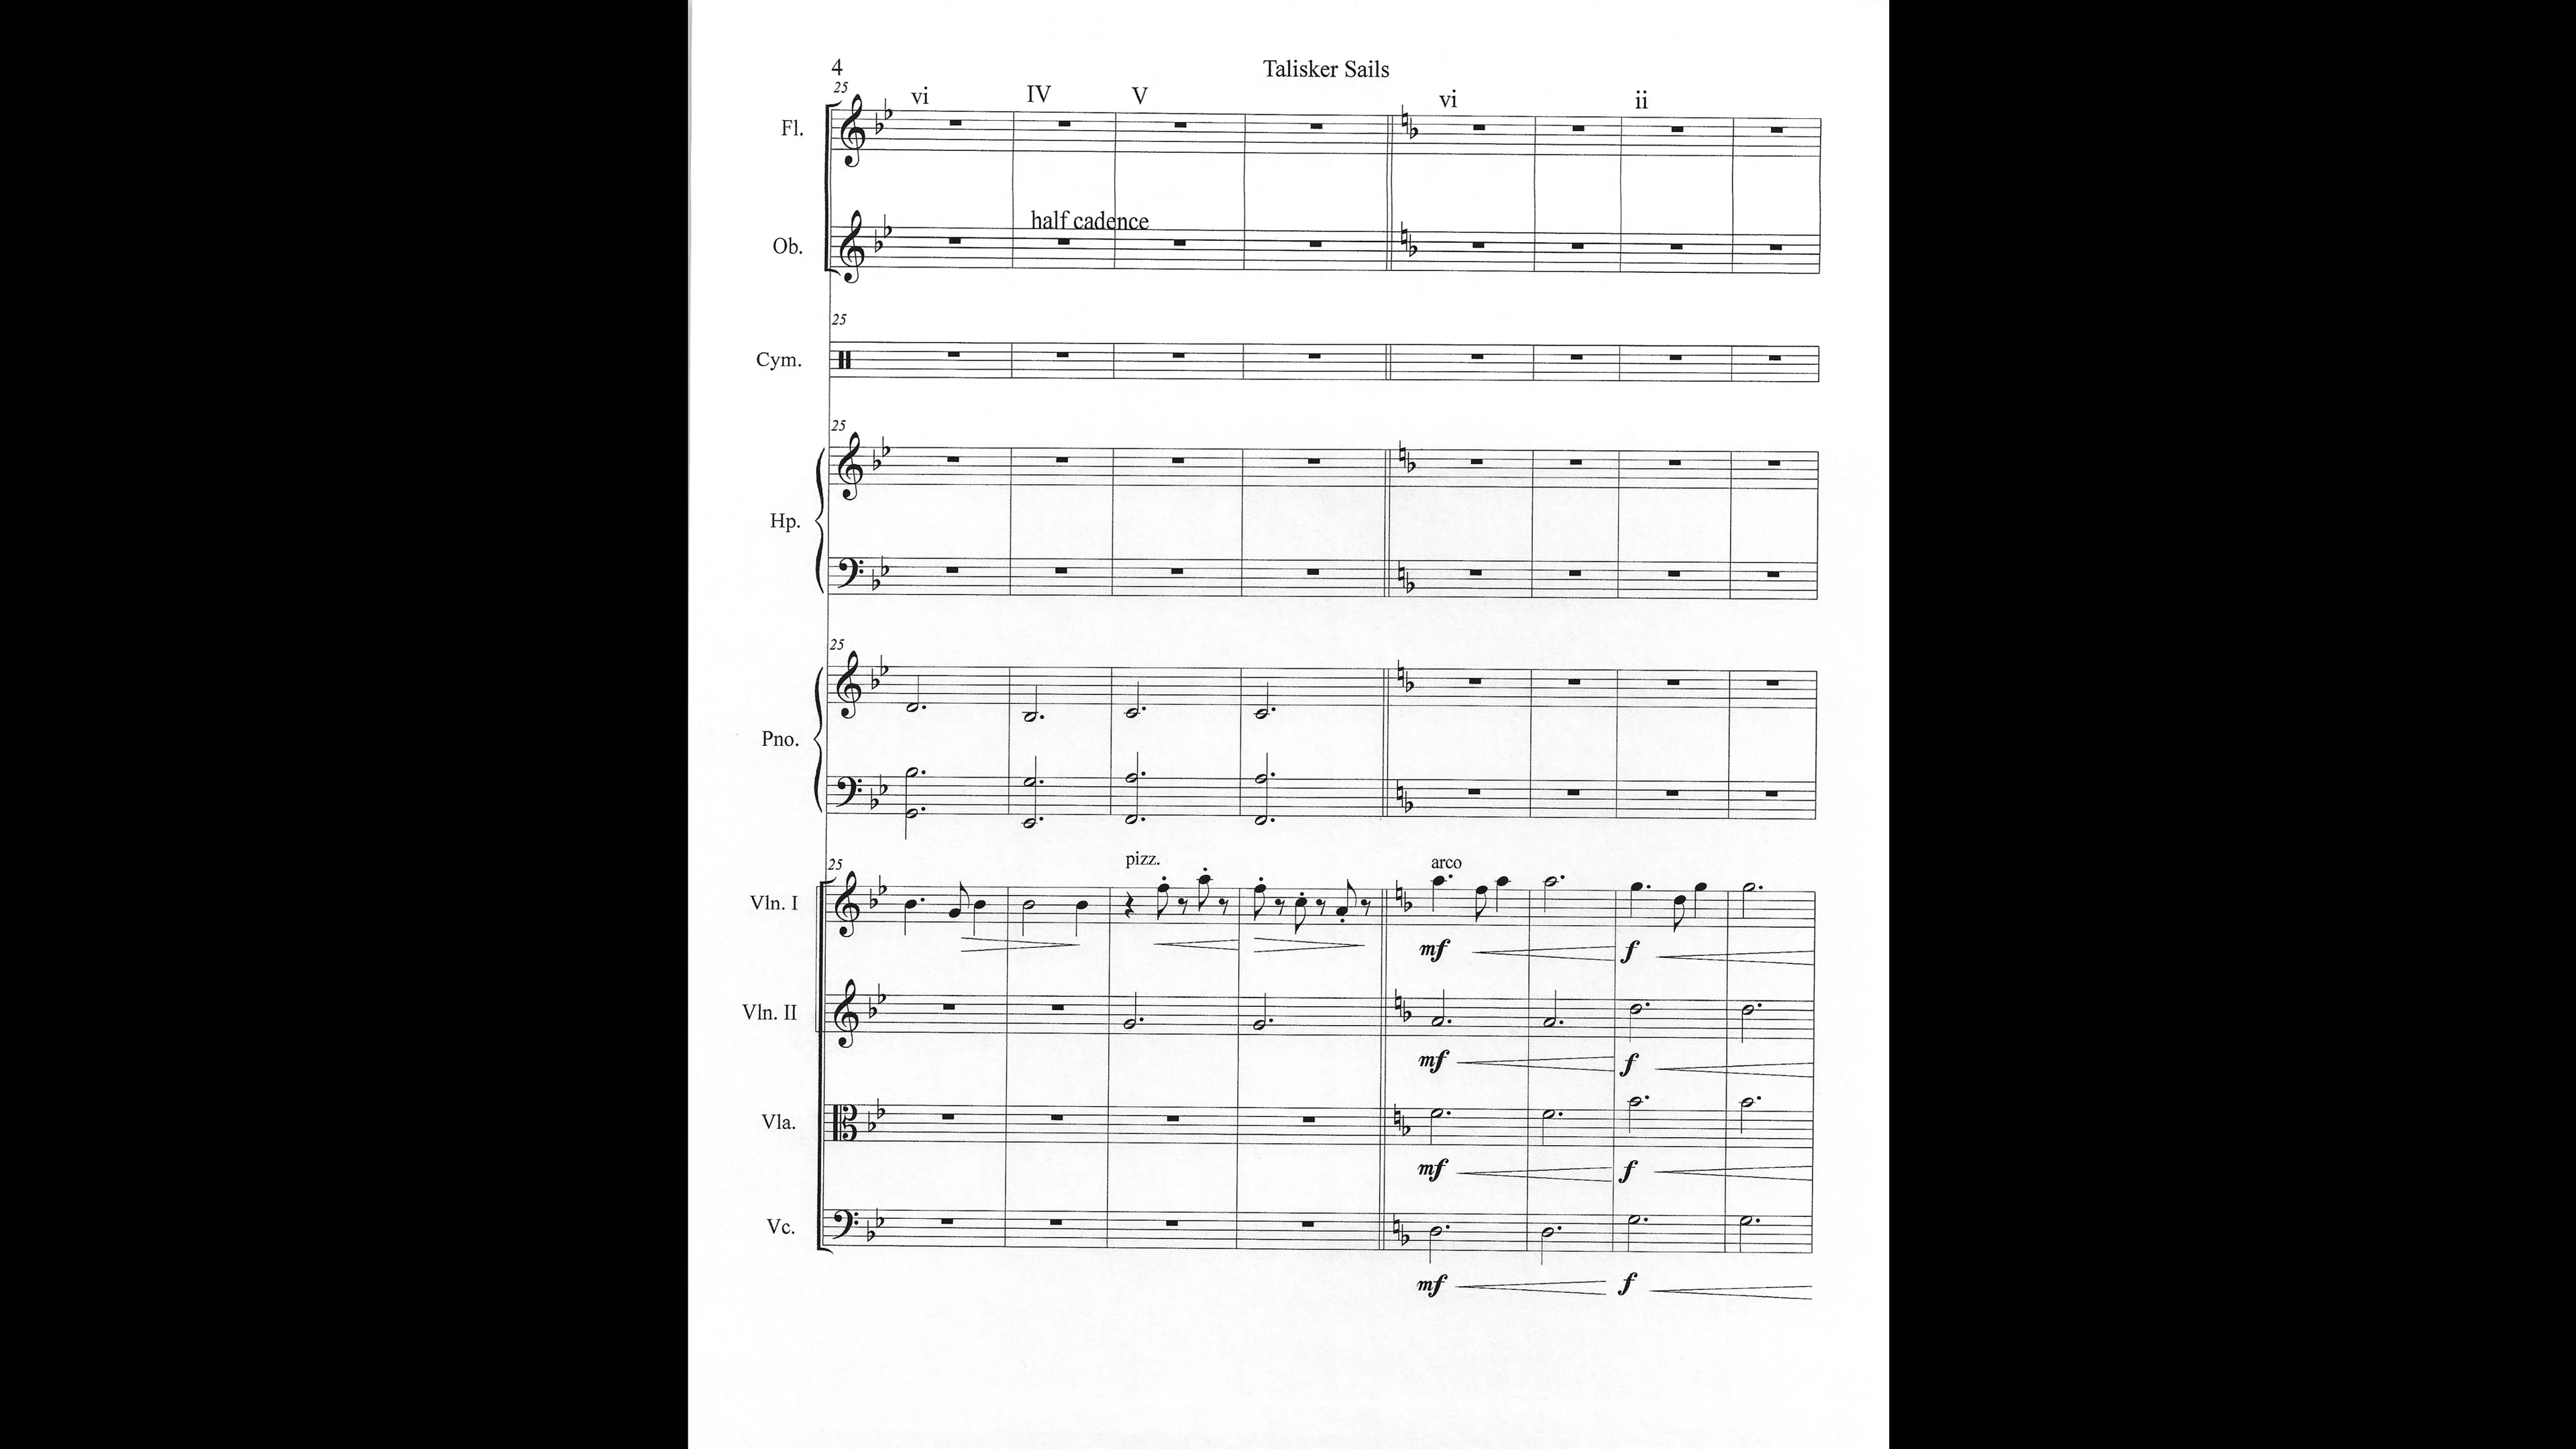 4 Talisker Sails
25 vi IV V vi ii
Fl.
half cadence
Ob.
25
Cym.
25
Hp.
25
Pno.
pizz. arco
25
Vln. I
mf f
Vln. II
mf f
Vla.
mf f
Vc.
mf f